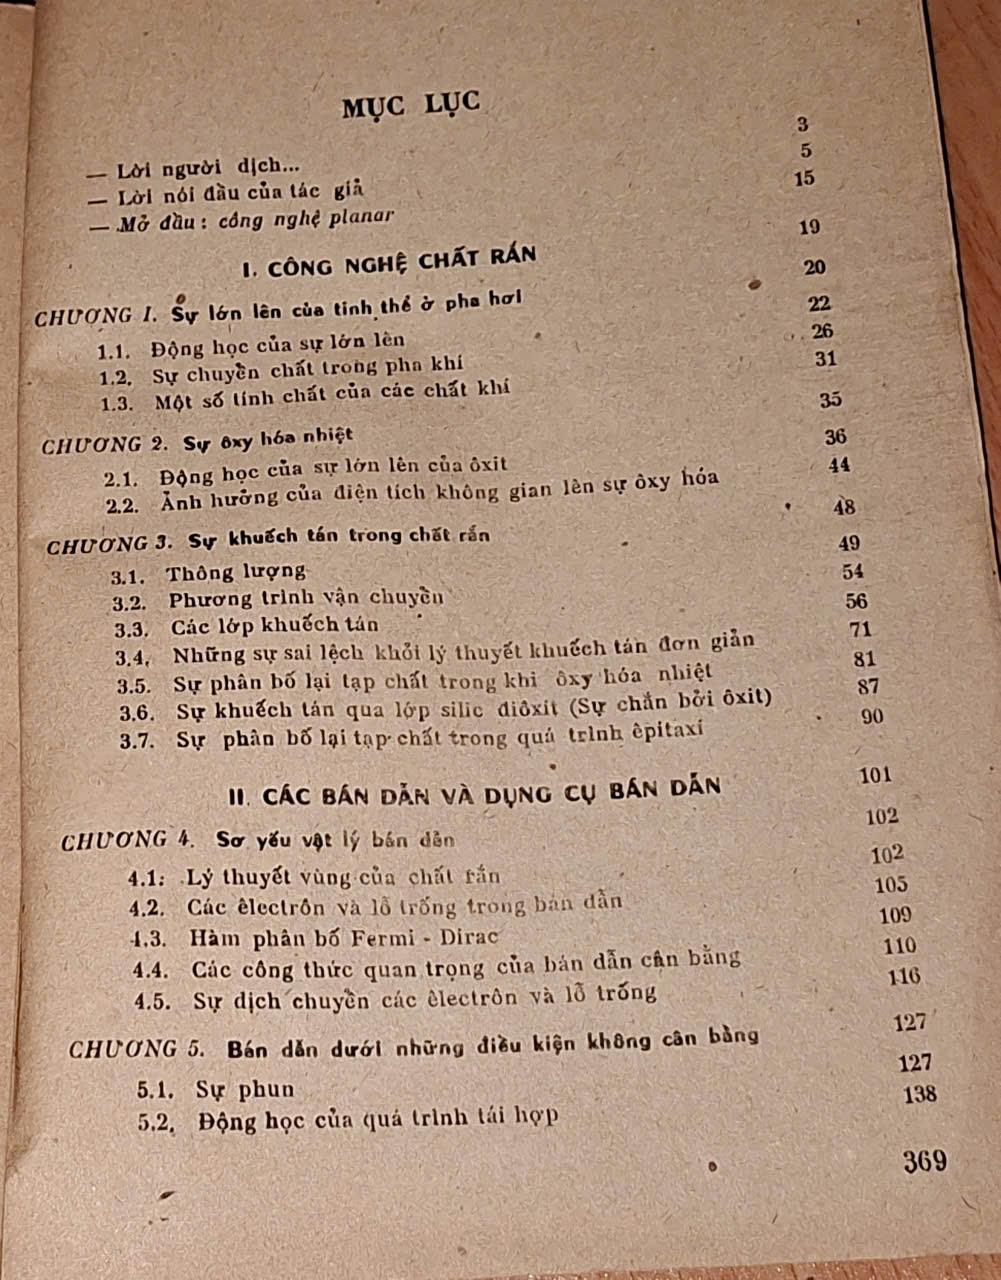 MỤC LỤC
— Lời người dịch... 3
— Lời nói đầu của tác giả 5
— Mở đầu : công nghệ planar 15
I. CÔNG NGHỆ CHẤT RẮN 19
CHƯƠNG 1. Sự lớn lên của tinh thể ở pha hơi 20
1.1. Động học của sự lớn lên 22
1.2. Sự chuyển chất trong pha khí 26
1.3. Một số tính chất của các chất khí 31
CHƯƠNG 2. Sự ôxy hóa nhiệt 35
2.1. Động học của sự lớn lên của ôxit 36
2.2. Ảnh hưởng của điện tích không gian lên sự ôxy hóa 44
CHƯƠNG 3. Sự khuếch tán trong chất rắn 48
3.1. Thông lượng 49
3.2. Phương trình vận chuyển 54
3.3. Các lớp khuếch tán 56
3.4. Những sự sai lệch khỏi lý thuyết khuếch tán đơn giản 71
3.5. Sự phân bố lại tạp chất trong khi ôxy hóa nhiệt 81
3.6. Sự khuếch tán qua lớp silic điôxit (Sự chắn bởi ôxit) 87
3.7. Sự phân bố lại tạp chất trong quá trình êpitaxi 90
II. CÁC BÁN DẪN VÀ DỤNG CỤ BÁN DẪN 101
CHƯƠNG 4. Sơ yếu vật lý bán dẫn 102
4.1. Lý thuyết vùng của chất rắn 102
4.2. Các êlectrôn và lỗ trống trong bán dẫn 105
4.3. Hàm phân bố Fermi - Dirac 109
4.4. Các công thức quan trọng của bán dẫn cân bằng 110
4.5. Sự dịch chuyển các êlectrôn và lỗ trống 116
CHƯƠNG 5. Bán dẫn dưới những điều kiện không cân bằng 127
5.1. Sự phun 127
5.2. Động học của quá trình tái hợp 138
369